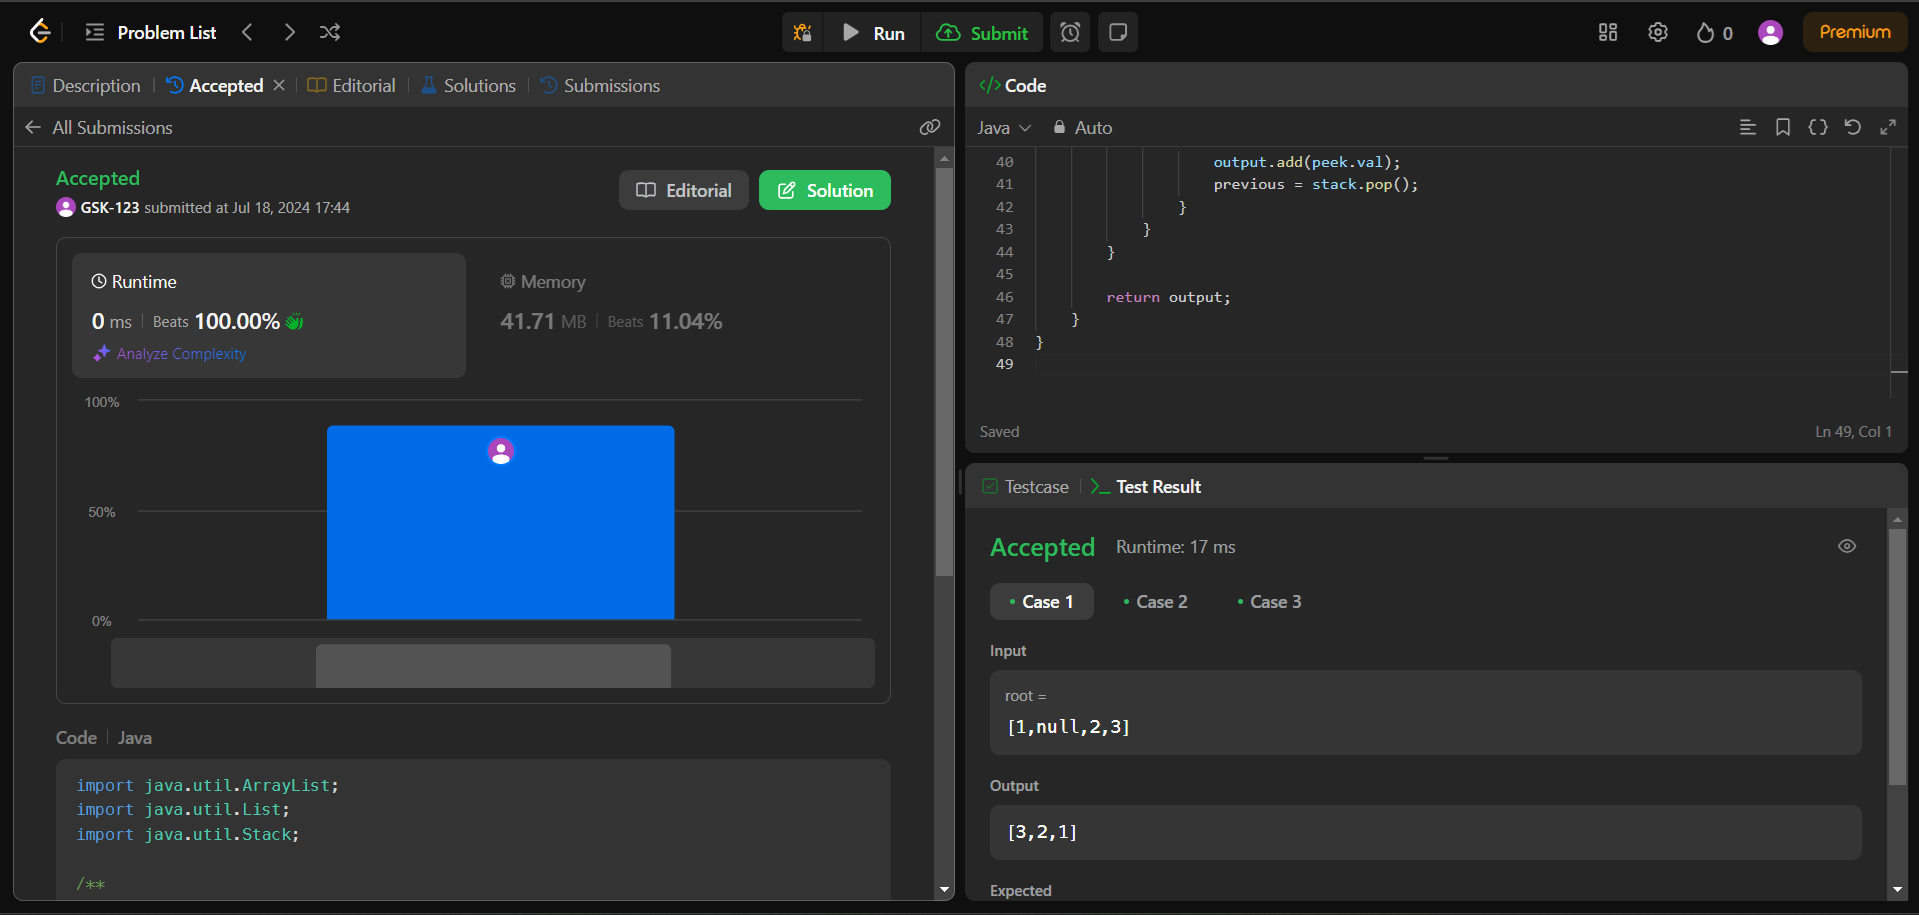 Problem List
Run
Submit
0
Premium
Description
Accepted
Editorial
Solutions
Submissions
All Submissions
Accepted
GSK-123 submitted at Jul 18, 2024 17:44
Editorial
Solution
Runtime
0 ms
Beats 100.00%
Analyze Complexity
Memory
41.71 MB
Beats 11.04%
100%
50%
0%
Code
Java
import java.util.ArrayList;
import java.util.List;
import java.util.Stack;
/**
</> Code
Java
Auto
40 output.add(peek.val);
41 previous = stack.pop();
42 }
43 }
44 }
45
46 return output;
47 }
48 }
49
Saved
Ln 49, Col 1
Testcase
Test Result
Accepted
Runtime: 17 ms
Case 1
Case 2
Case 3
Input
root =
[1,null,2,3]
Output
[3,2,1]
Expected